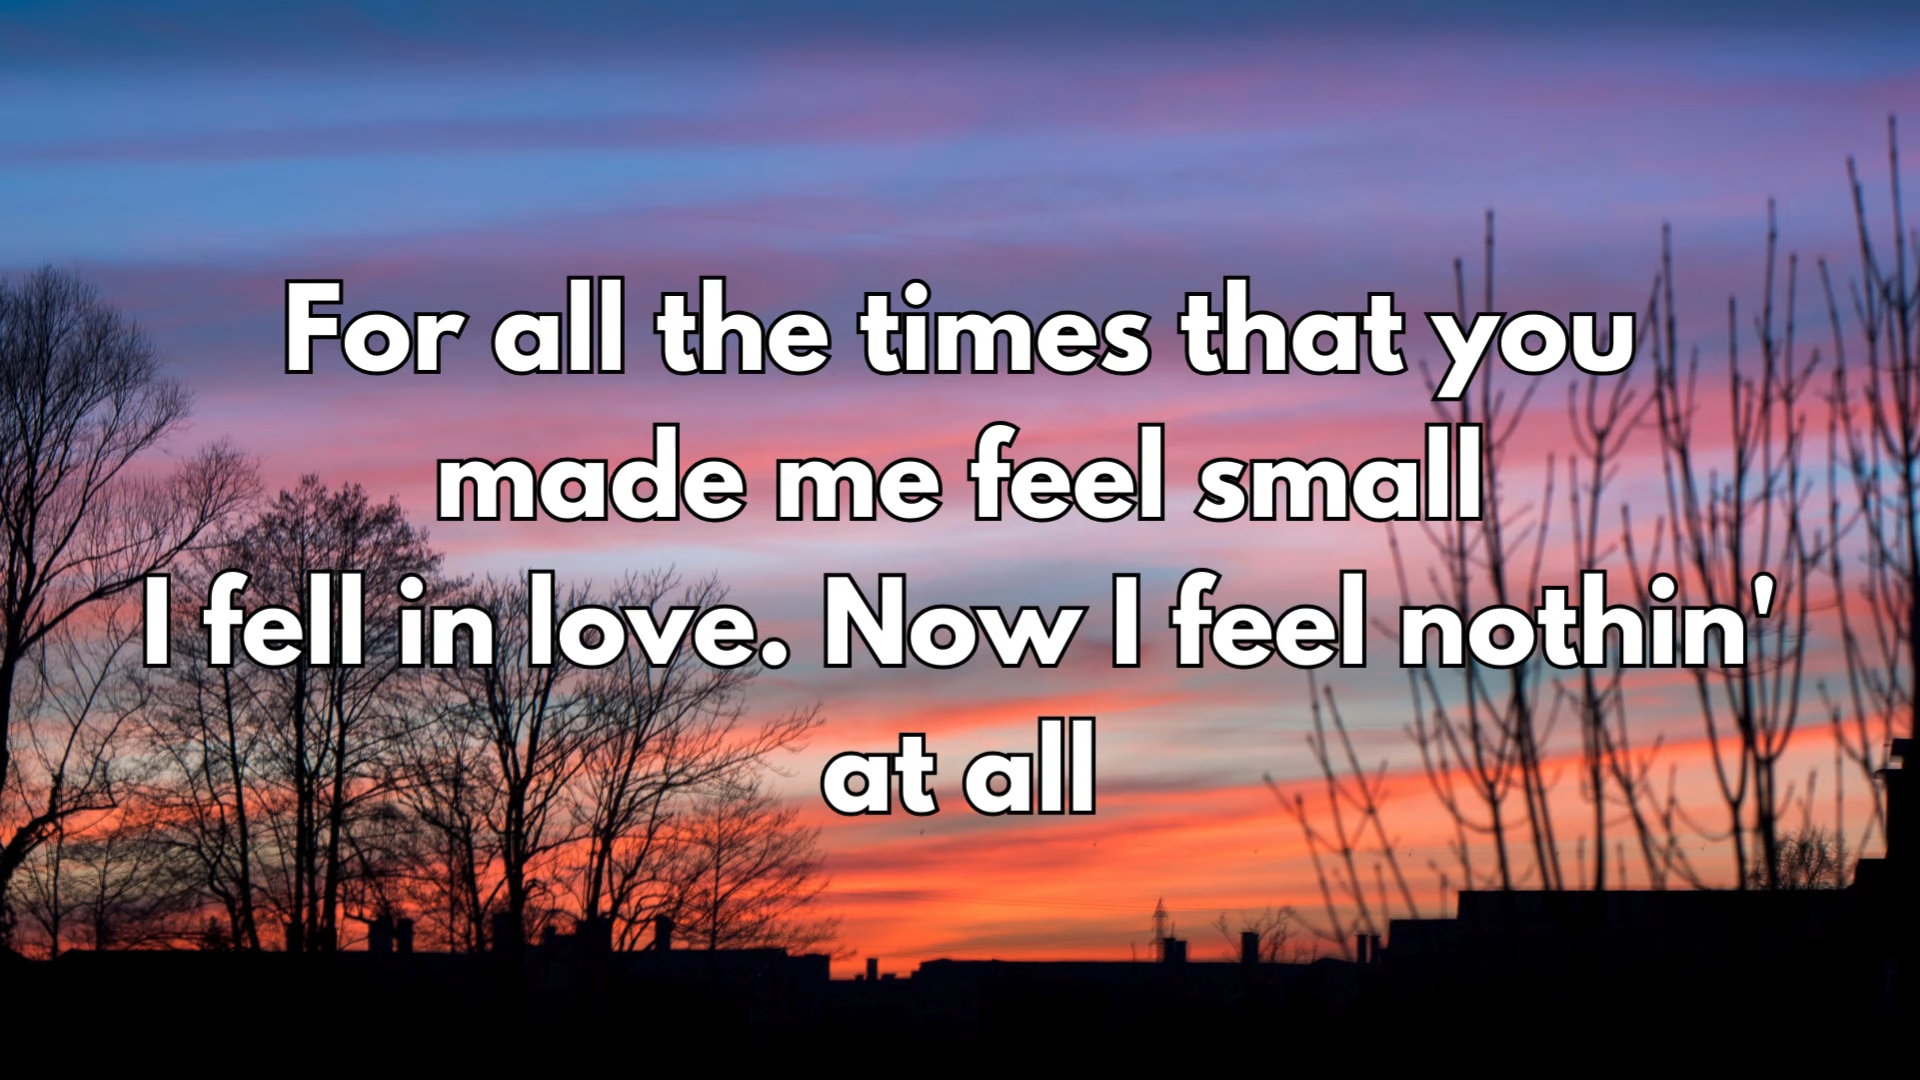 For all the times that you
made me feel small
I fell in love. Now I feel nothin'
at all